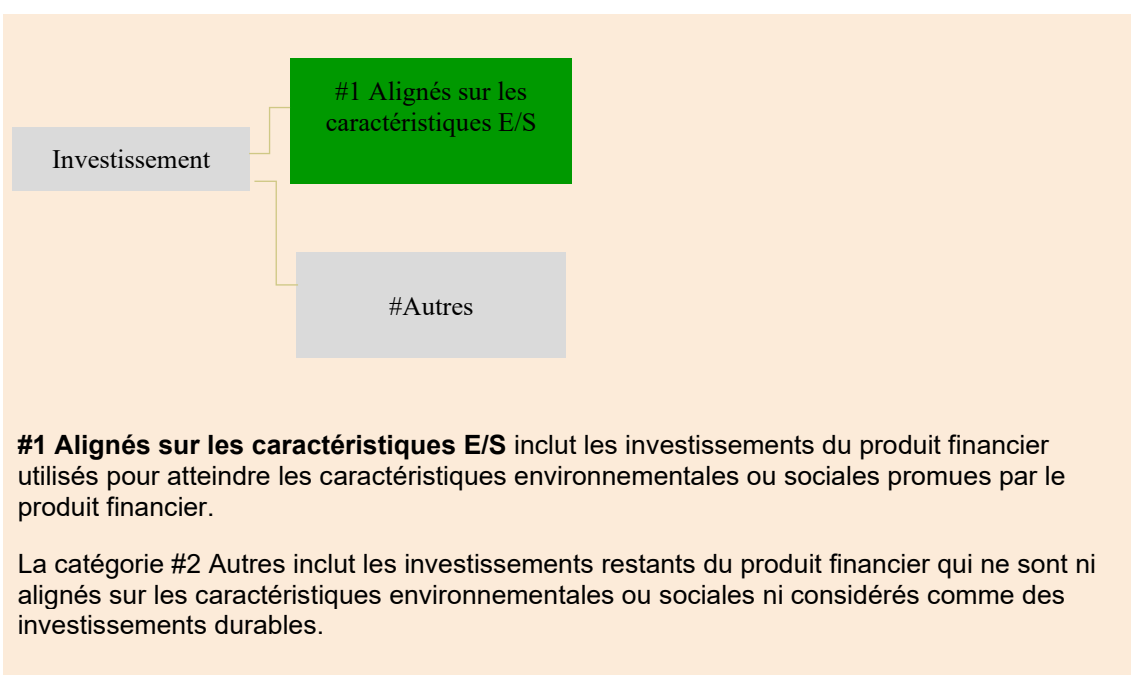 #1 Alignés sur les
caractéristiques E/S
Investissement
#Autres
#1 Alignés sur les caractéristiques E/S inclut les investissements du produit financier
utilisés pour atteindre les caractéristiques environnementales ou sociales promues par le
produit financier.
La catégorie #2 Autres inclut les investissements restants du produit financier qui ne sont ni
alignés sur les caractéristiques environnementales ou sociales ni considérés comme des
investissements durables.